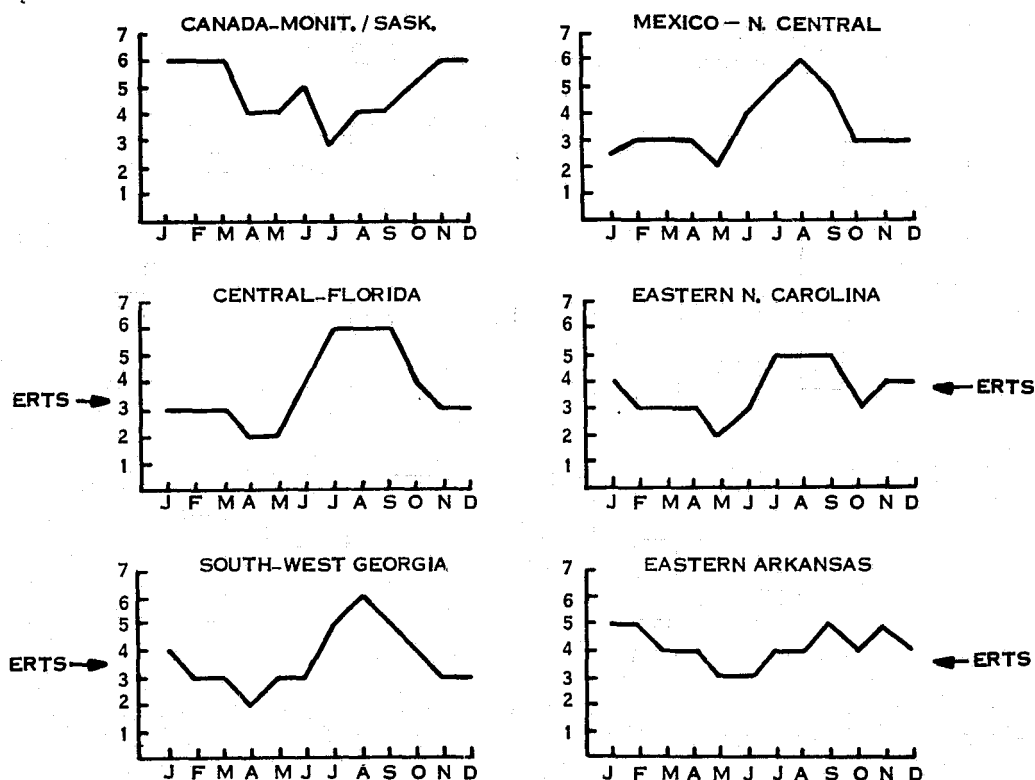 CANADA-MONIT. / SASK.
7
6
5
4
3
2
1
J F M A M J J A S O N D
MEXICO - N. CENTRAL
7
6
5
4
3
2
1
J F M A M J J A S O N D
CENTRAL-FLORIDA
7
6
5
4
3
2
1
J F M A M J J A S O N D
ERTS
EASTERN N. CAROLINA
7
6
5
4
3
2
1
J F M A M J J A S O N D
ERTS
SOUTH-WEST GEORGIA
7
6
5
4
3
2
1
J F M A M J J A S O N D
ERTS
EASTERN ARKANSAS
7
6
5
4
3
2
1
J F M A M J J A S O N D
ERTS